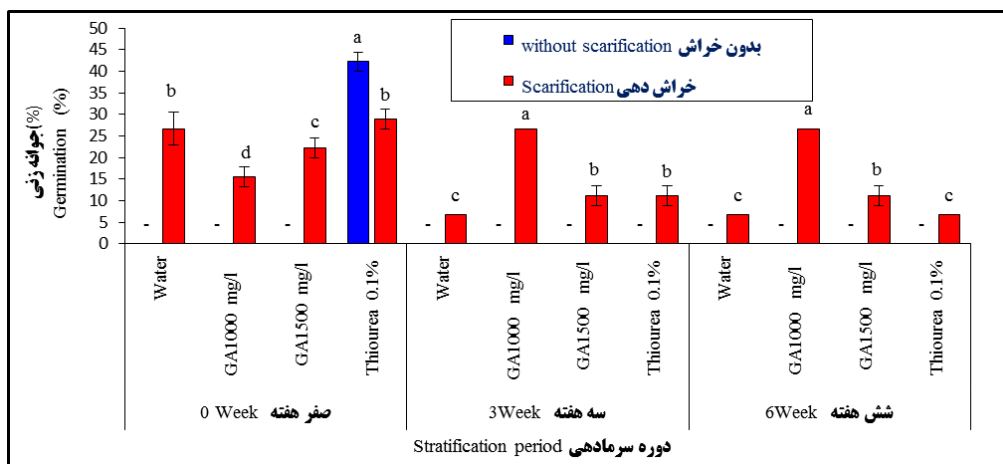 50
45
40
35
30
25
20
15
10
5
0
جوانه زنی(%)
Germination (%)
without scarification بدون خراش
Scarification خراش دهی
b
d
c
a
b
c
a
b
b
c
a
b
c
- - - - - - - - - -
Water
GA1000 mg/l
GA1500 mg/l
Thiourea 0.1%
Water
GA1000 mg/l
GA1500 mg/l
Thiourea 0.1%
Water
GA1000 mg/l
GA1500 mg/l
Thiourea 0.1%
0 Week صفر هفته
3Week سه هفته
6Week شش هفته
Stratification period دوره سرمادهی